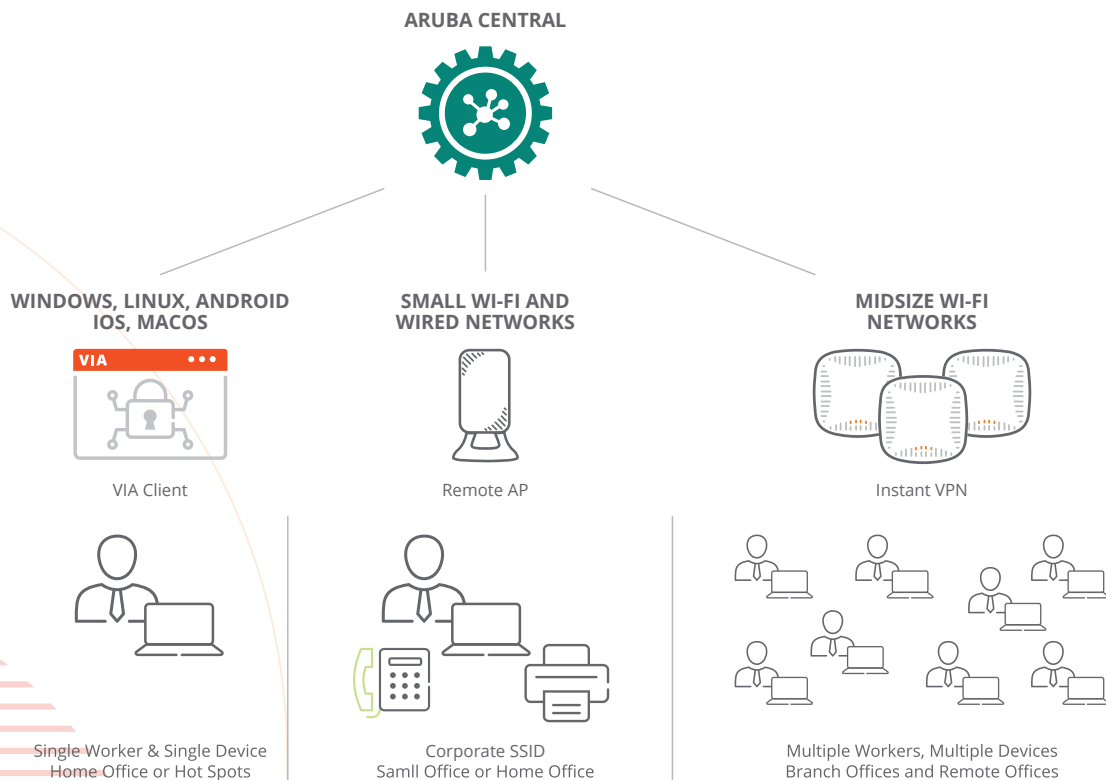 ARUBA CENTRAL
WINDOWS, LINUX, ANDROID
IOS, MACOS
VIA
VIA Client
Single Worker & Single Device
Home Office or Hot Spots
SMALL WI-FI AND
WIRED NETWORKS
Remote AP
Corporate SSID
Samll Office or Home Office
MIDSIZE WI-FI
NETWORKS
Instant VPN
Multiple Workers, Multiple Devices
Branch Offices and Remote Offices